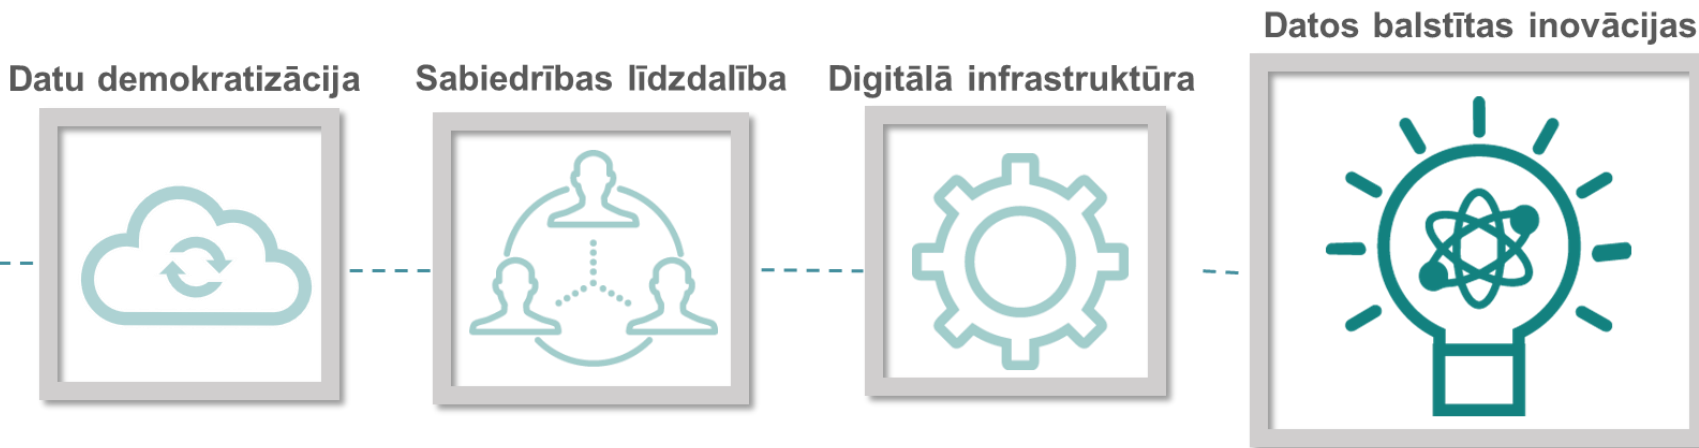 Datu demokratizācija
Sabiedrības līdzdalība
Digitālā infrastruktūra
Datos balstītas inovācijas